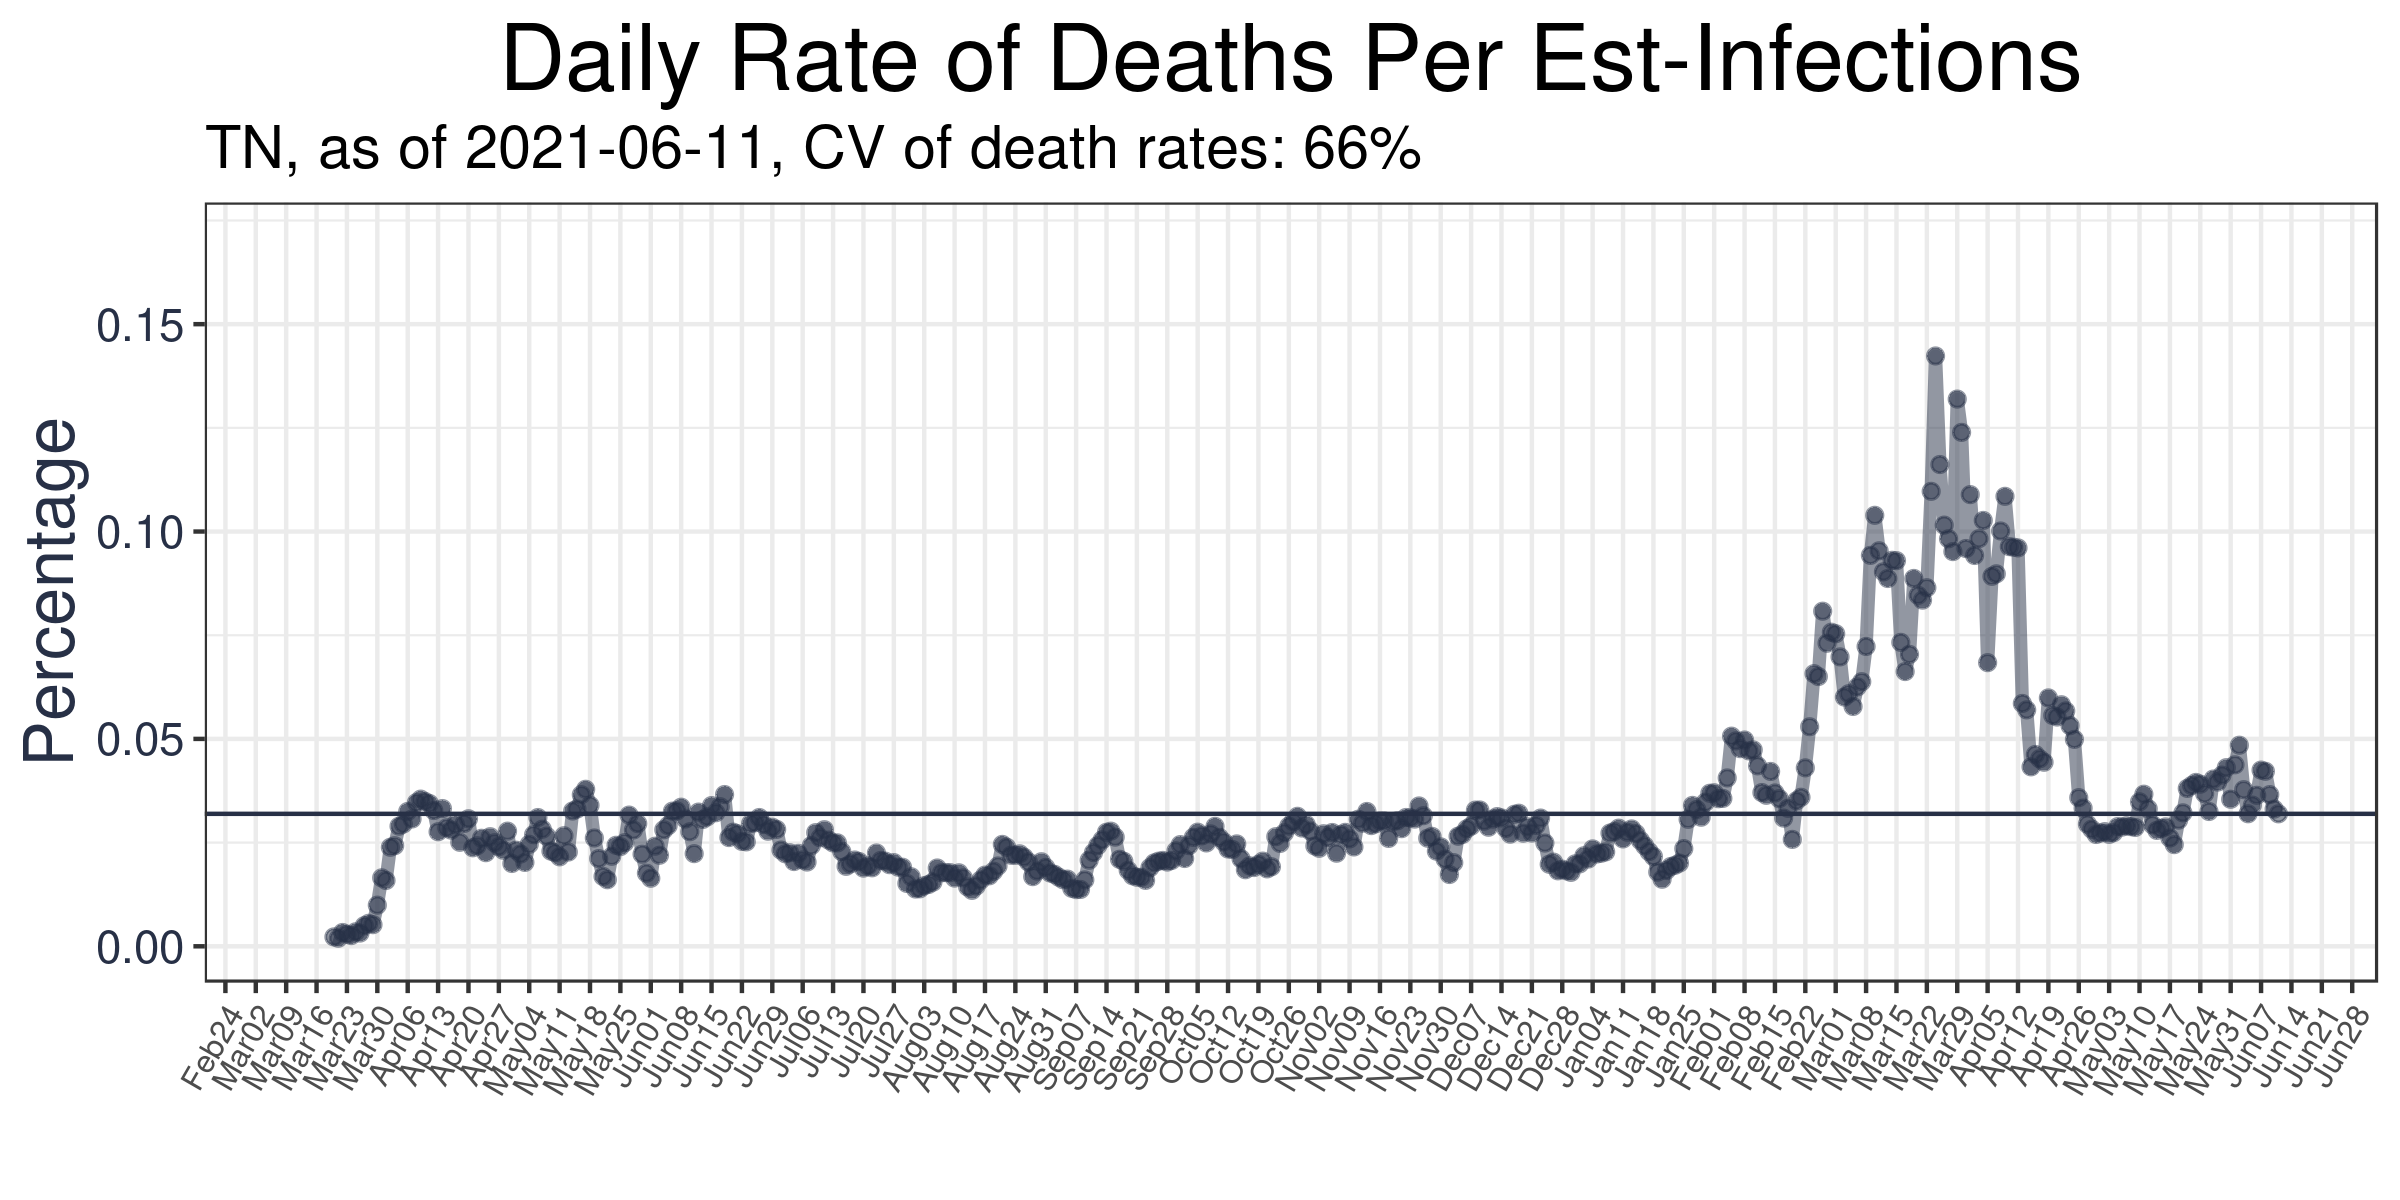 Daily Rate of Deaths Per Est-Infections
TN, as of 2021-06-11, CV of death rates: 66%
Percentage
0.15
0.10
0.05
0.00
Feb24
Mar02
Mar09
Mar16
Mar23
Mar30
Apr06
Apr13
Apr20
Apr27
May04
May11
May18
May25
Jun01
Jun08
Jun15
Jun22
Jun29
Jul06
Jul13
Jul20
Jul27
Aug03
Aug10
Aug17
Aug24
Aug31
Sep07
Sep14
Sep21
Sep28
Oct05
Oct12
Oct19
Oct26
Nov02
Nov09
Nov16
Nov23
Nov30
Dec07
Dec14
Dec21
Dec28
Jan04
Jan11
Jan18
Jan25
Feb01
Feb08
Feb15
Feb22
Mar01
Mar08
Mar15
Mar22
Mar29
Apr05
Apr12
Apr19
Apr26
May03
May10
May17
May24
May31
Jun07
Jun14
Jun21
Jun28